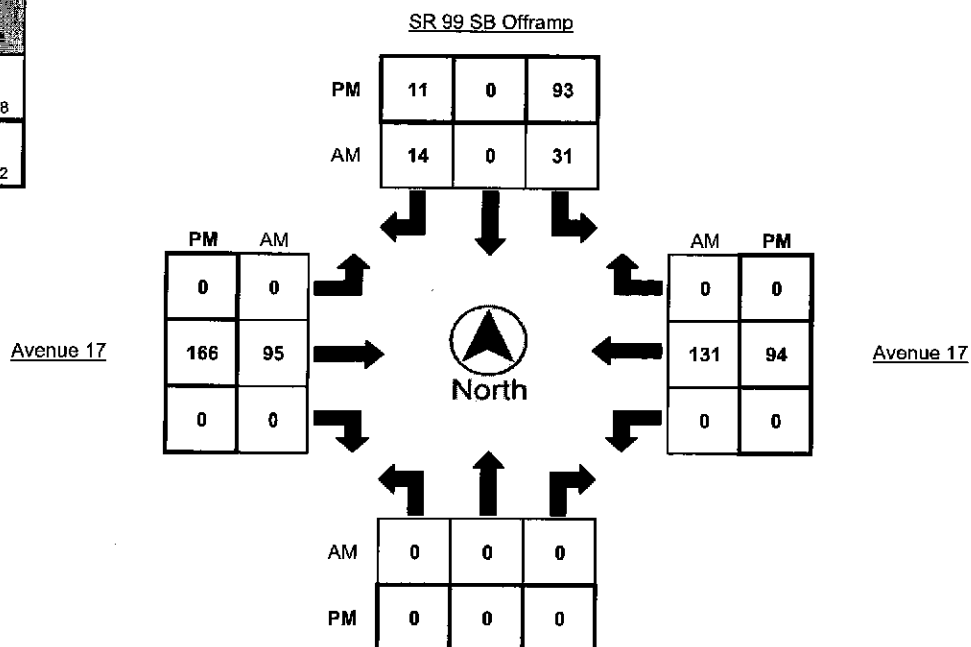 SR 99 SB Offramp
PM 11 0 93
8
AM 14 0 31
2
PM AM
AM PM
0 0
0 0
Avenue 17
166 95
North
131 94
Avenue 17
0 0
0 0
AM 0 0 0
PM 0 0 0